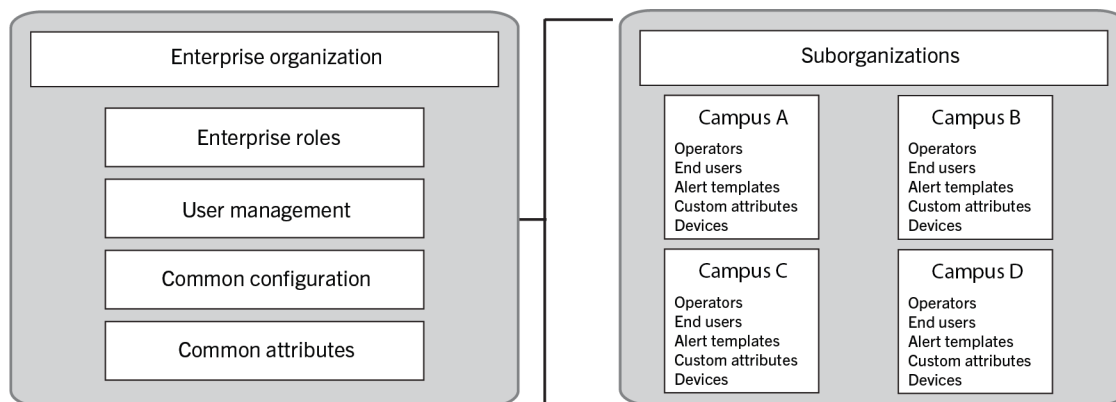 Enterprise organization
Enterprise roles
User management
Common configuration
Common attributes
Suborganizations
Campus A
Operators
End users
Alert templates
Custom attributes
Devices
Campus B
Operators
End users
Alert templates
Custom attributes
Devices
Campus C
Operators
End users
Alert templates
Custom attributes
Devices
Campus D
Operators
End users
Alert templates
Custom attributes
Devices